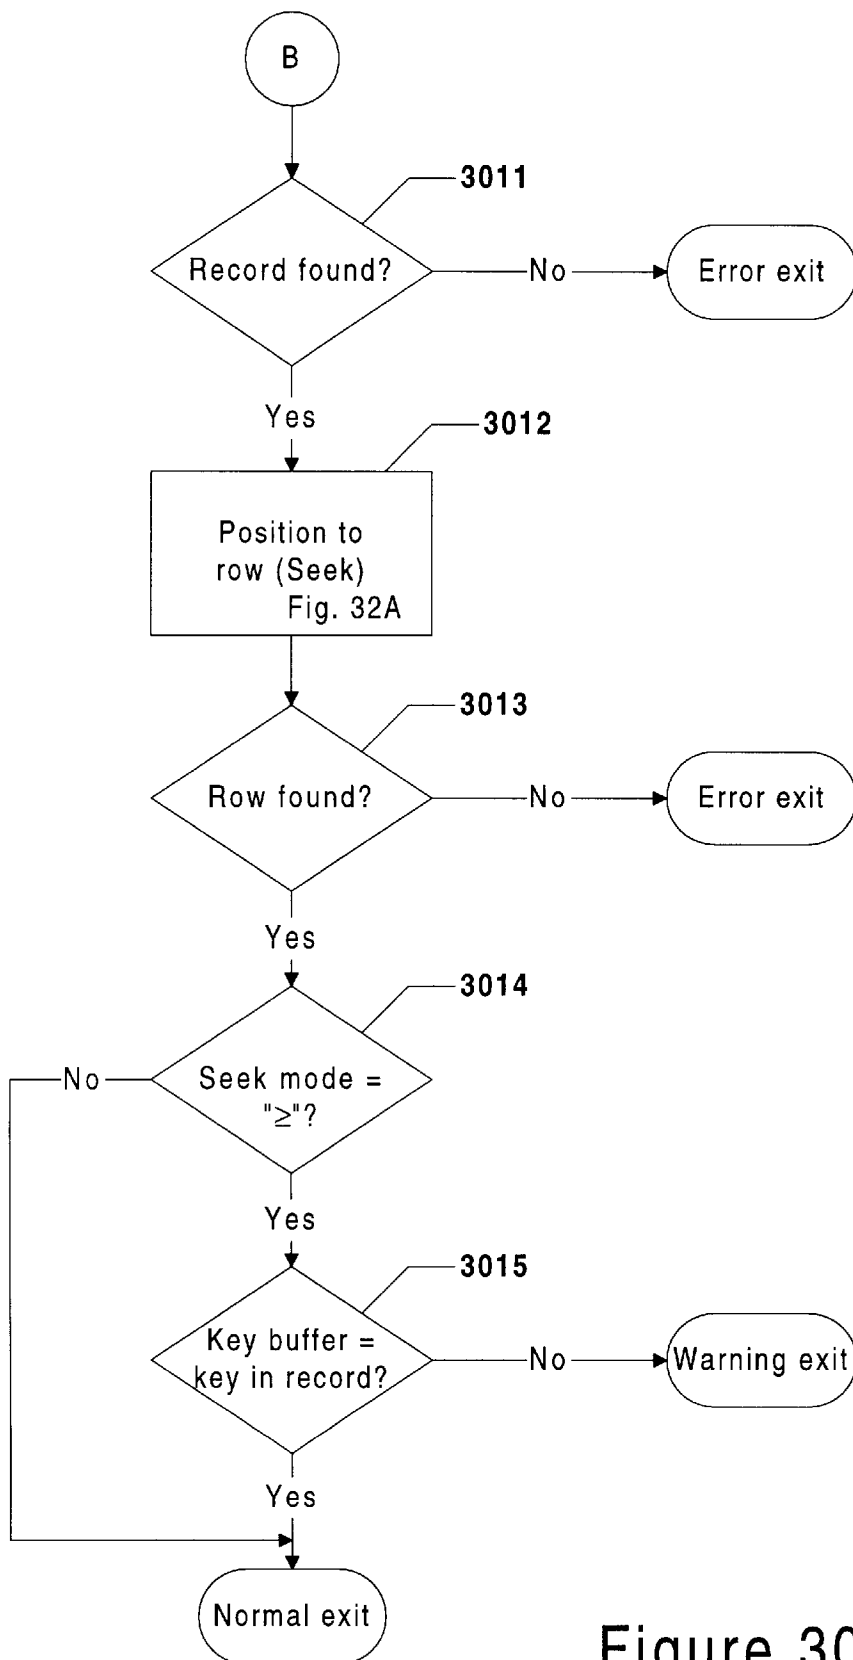 B
3011
Record found?
No
Error exit
Yes
3012
Position to
row (Seek)
Fig. 32A
3013
Row found?
No
Error exit
Yes
3014
No
Seek mode =
"≥"?
Yes
3015
Key buffer =
key in record?
No
Warning exit
Yes
Normal exit
Figure 30